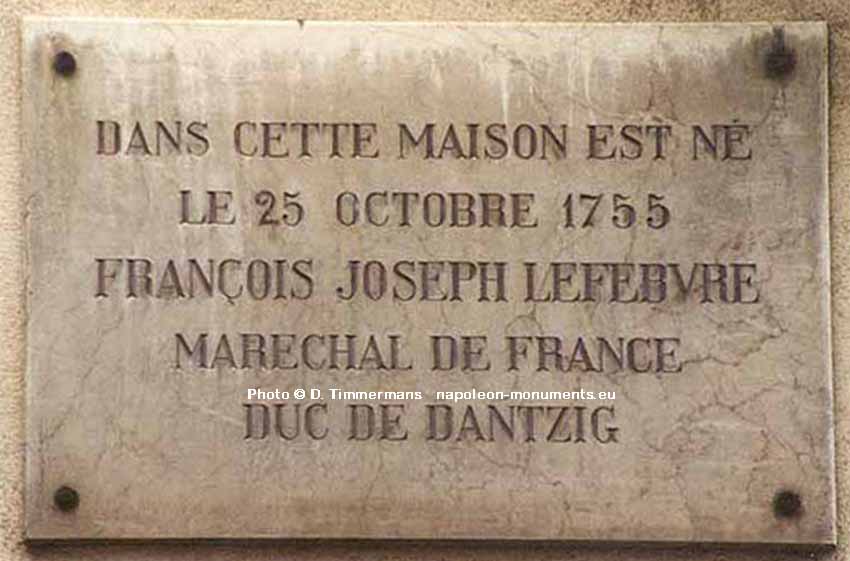 DANS CETTE MAISON EST NÉ
LE 25 OCTOBRE 1755
FRANÇOIS JOSEPH LEFEBVRE
MARECHAL DE FRANCE
Photo © D. Timmermans napoleon-monuments.eu
DUC DE DANTZIG